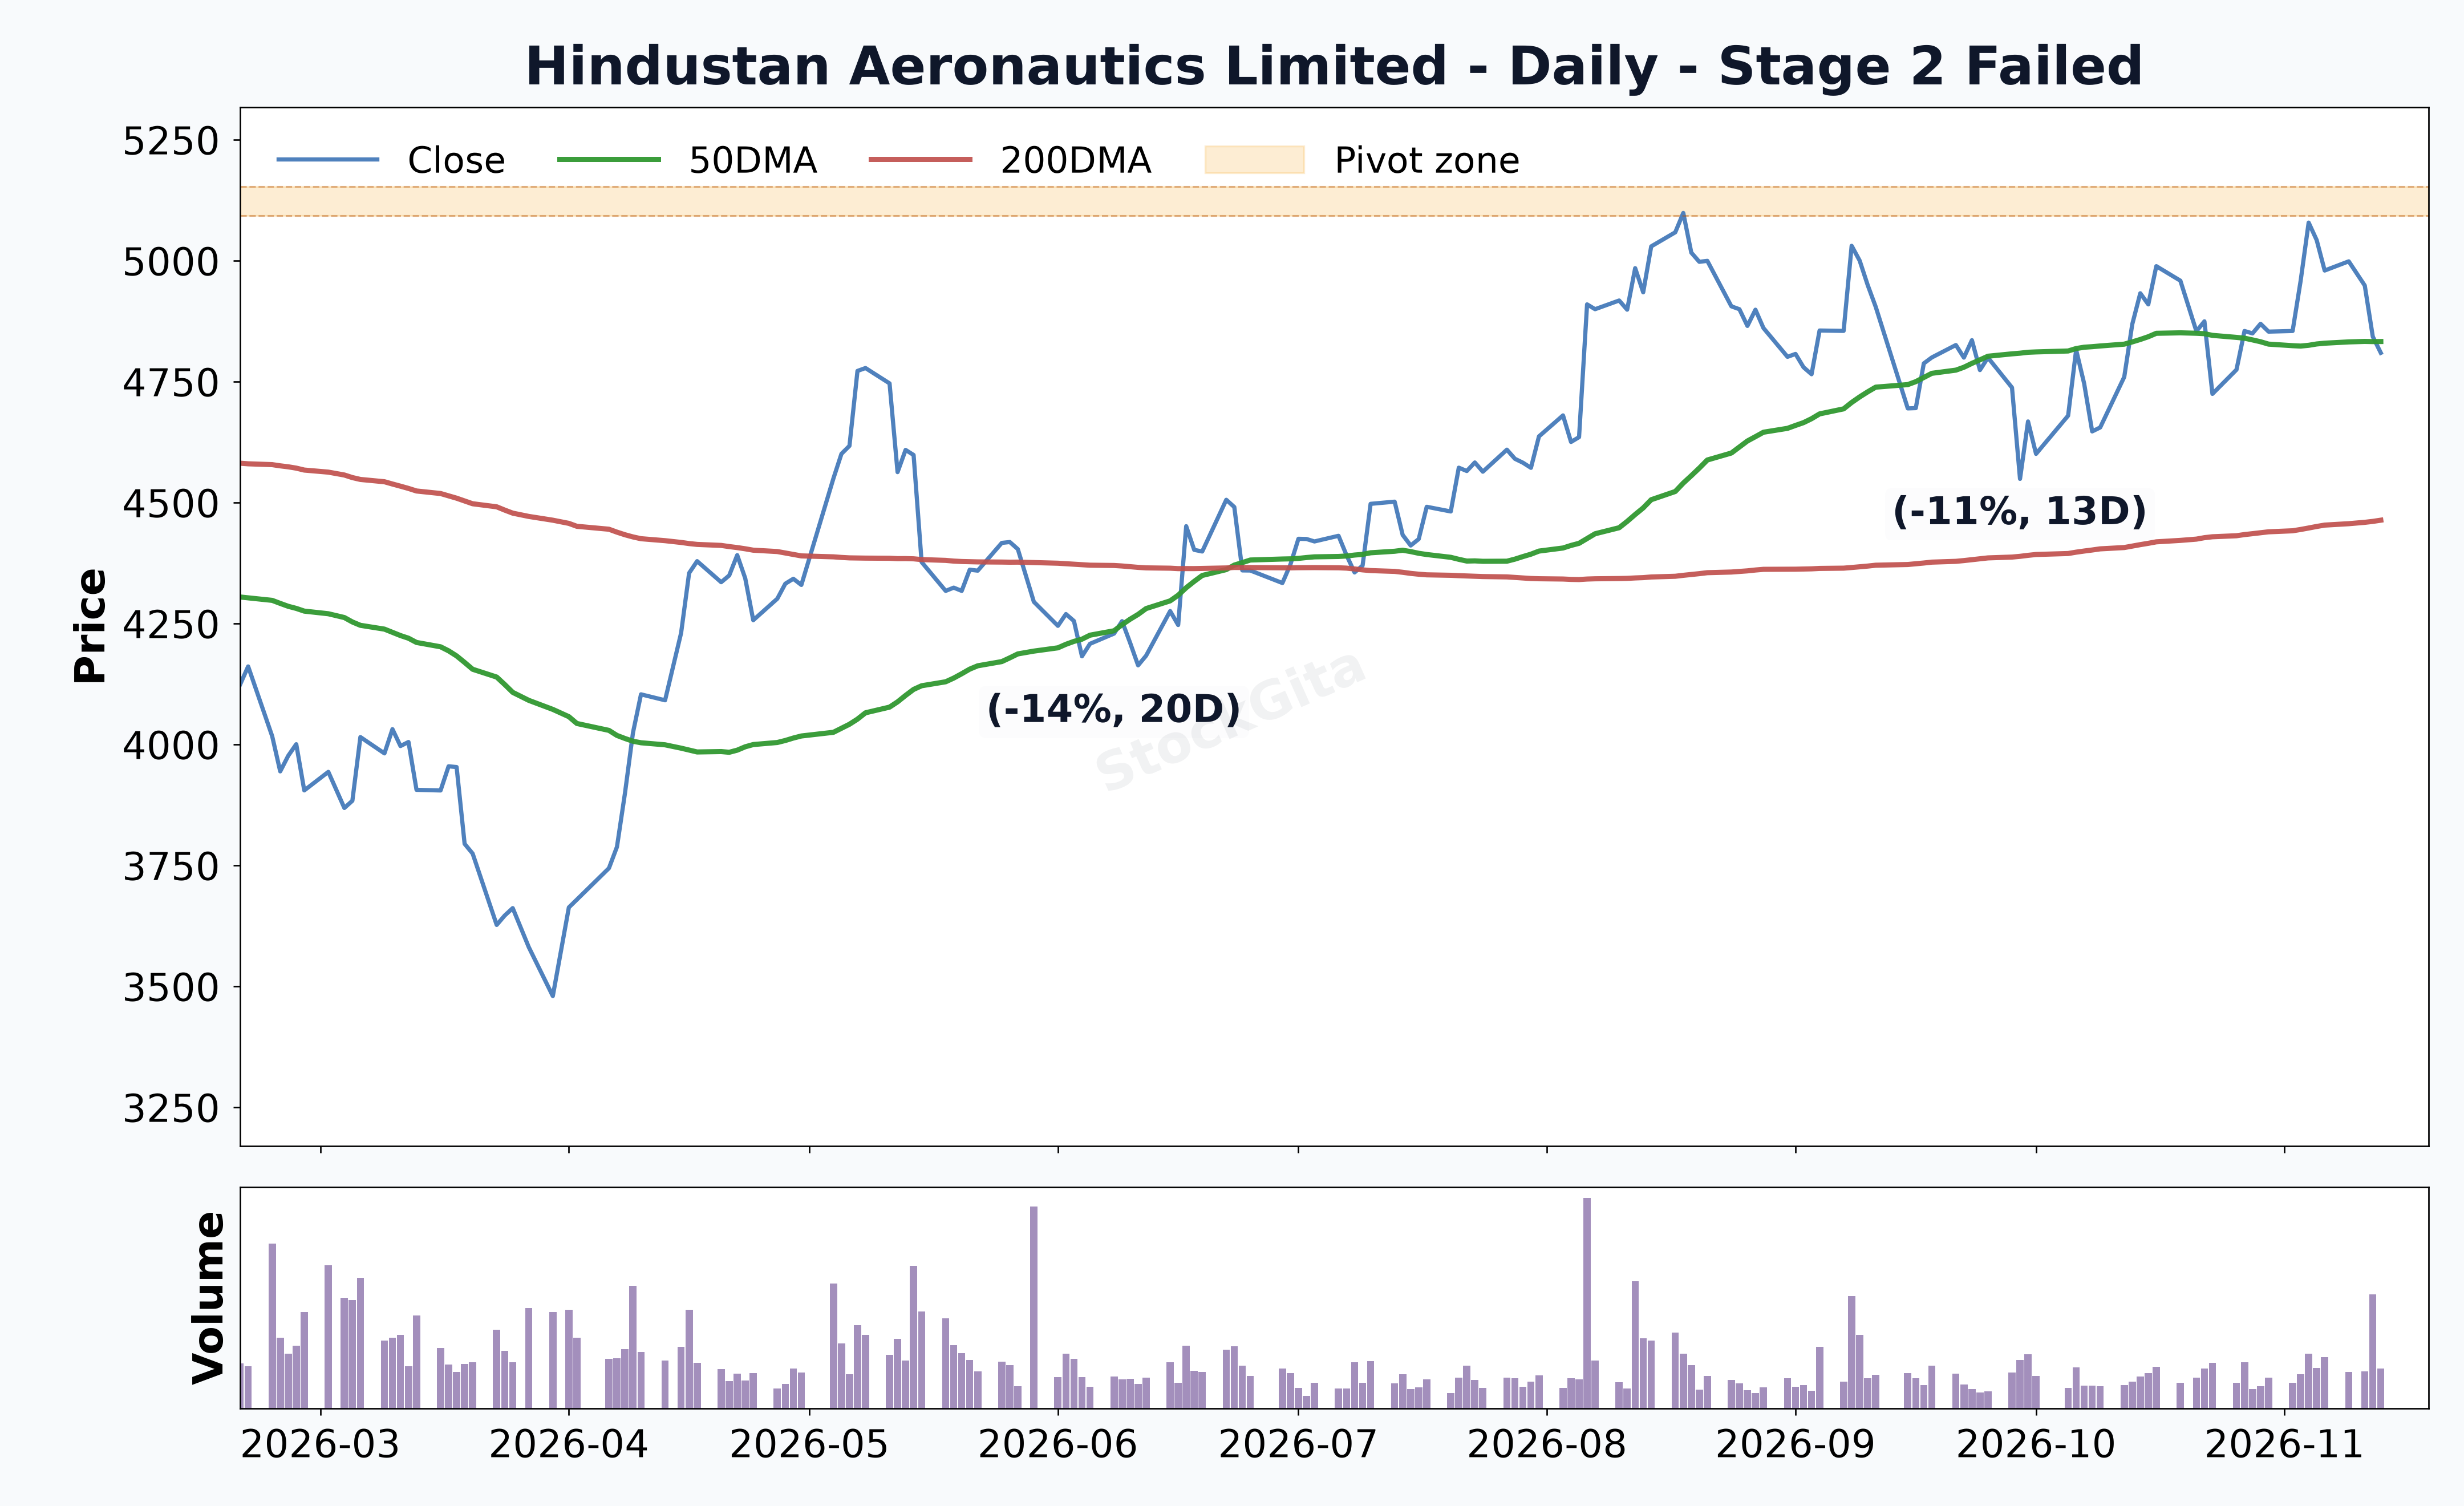 Hindustan Aeronautics Limited - Daily - Stage 2 Failed
Close 50DMA 200DMA Pivot zone
5250
5000
4750
4500
4250
4000
3750
3500
3250
Price
(-11%, 13D)
(-14%, 20D)
StockGita
Volume
2026-03 2026-04 2026-05 2026-06 2026-07 2026-08 2026-09 2026-10 2026-11